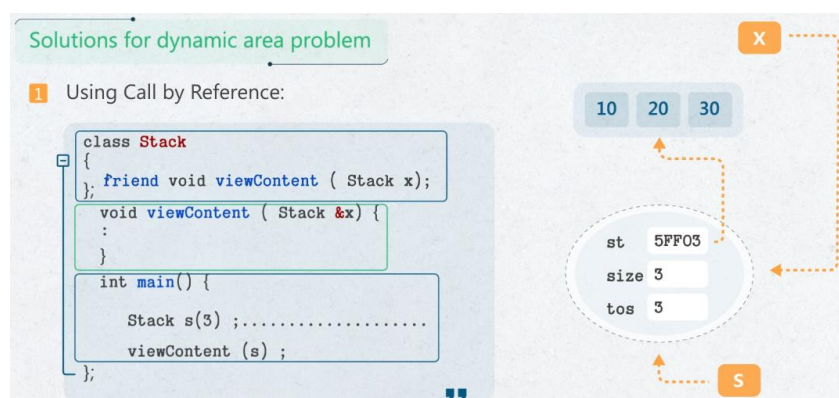 Solutions for dynamic area problem
X
1 Using Call by Reference:
10 20 30
class Stack
{
friend void viewContent ( Stack x);
};
void viewContent ( Stack &x) {
:
}
int main() {
Stack s(3) ;.....................
viewContent (s) ;
};
st 5FF03
size 3
tos 3
S
"